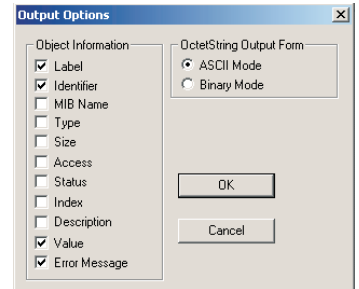 Output Options
Object Information
Label
Identifier
MIB Name
Type
Size
Access
Status
Index
Description
Value
Error Message
OctetString Output Form
ASCII Mode
Binary Mode
OK
Cancel